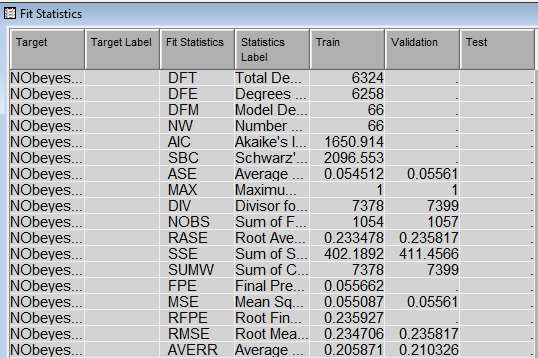 Fit Statistics
Target Target Label Fit Statistics Statistics Label Train Validation Test
NObeyes... DFT Total De... 6324 . .
NObeyes... DFE Degrees ... 6258 . .
NObeyes... DFM Model De... 66 . .
NObeyes... NW Number ... 66 . .
NObeyes... AIC Akaike's I... 1650.914 . .
NObeyes... SBC Schwarz'... 2096.553 . .
NObeyes... ASE Average ... 0.054512 0.05561 .
NObeyes... MAX Maximu... 1 1 .
NObeyes... DIV Divisor fo... 7378 7399 .
NObeyes... NOBS Sum of F... 1054 1057 .
NObeyes... RASE Root Ave... 0.233478 0.235817 .
NObeyes... SSE Sum of S... 402.1892 411.4566 .
NObeyes... SUMW Sum of C... 7378 7399 .
NObeyes... FPE Final Pre... 0.055662 . .
NObeyes... MSE Mean Sq... 0.055087 0.05561 .
NObeyes... RFPE Root Fin... 0.235927 . .
NObeyes... RMSE Root Mea... 0.234706 0.235817 .
NObeyes... AVERR Average ... 0.205871 0.210326 .